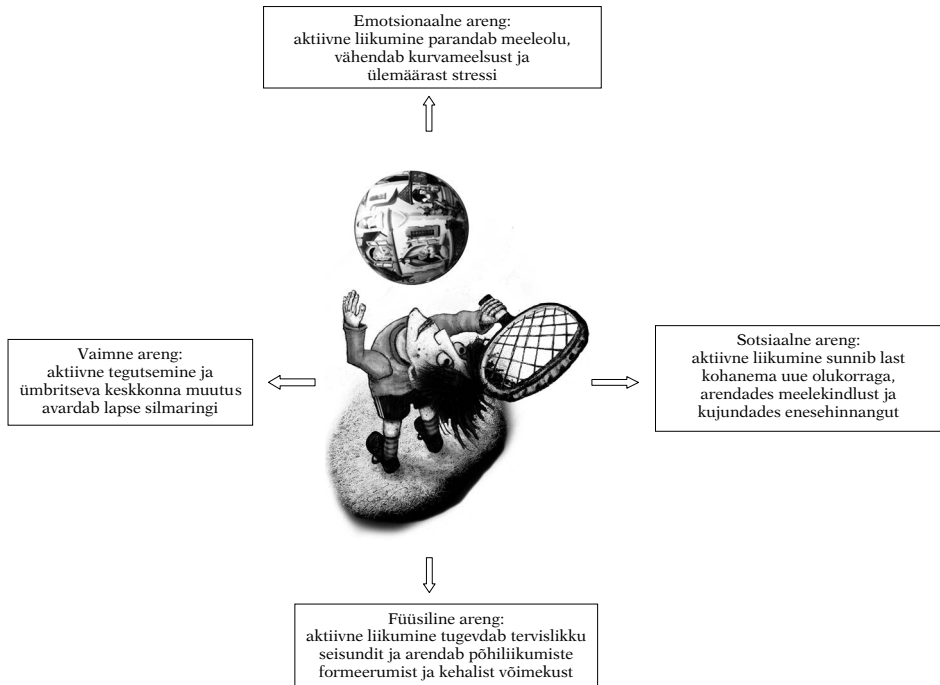 Emotsionaalne areng:
aktiivne liikumine parandab meeleolu,
vähendab kurvameelsust ja
ülemäärast stressi
Vaimne areng:
aktiivne tegutsemine ja
ümbritseva keskkonna muutus
avardab lapse silmaringi
Sotsiaalne areng:
aktiivne liikumine sunnib last
kohanema uue olukorraga,
arendades meelekindlust ja
kujundades enesehinnangut
Füüsiline areng:
aktiivne liikumine tugevdab tervislikku
seisundit ja arendab põhiliikumiste
formeerumist ja kehalist võimekust